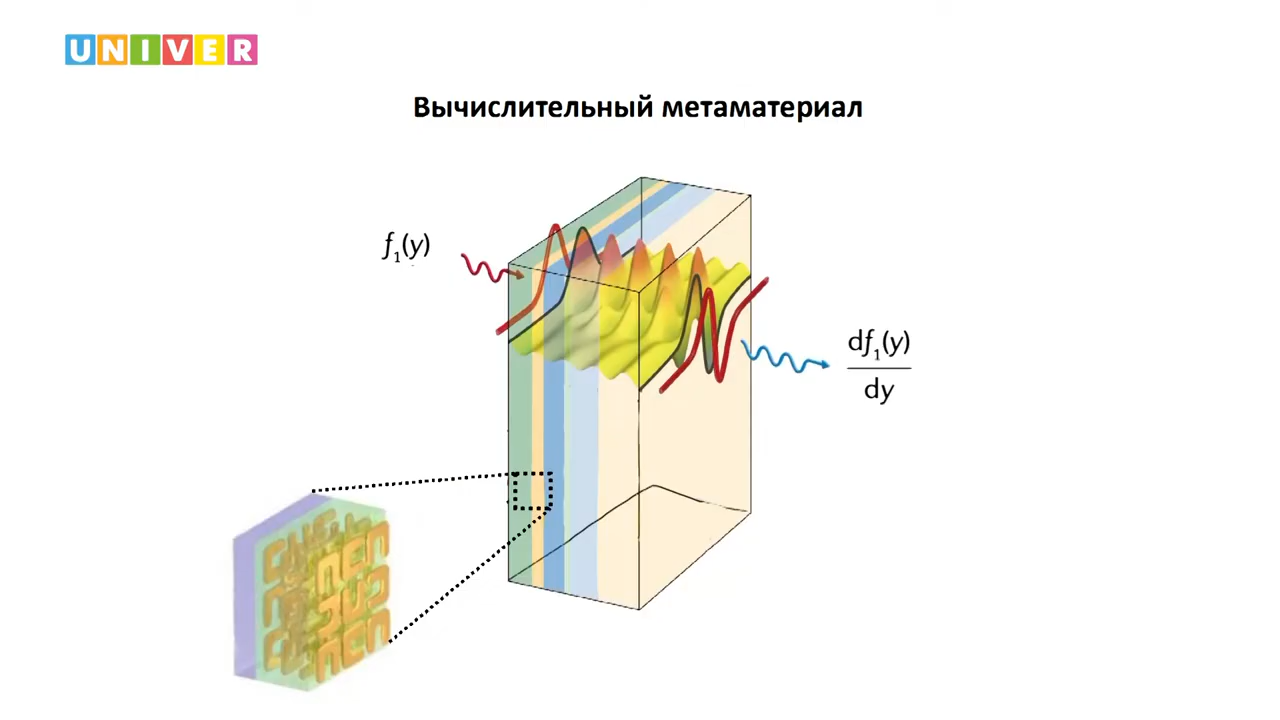 UNIVER
Вычислительный метаматериал
f₁(y)
df₁(y)
dy